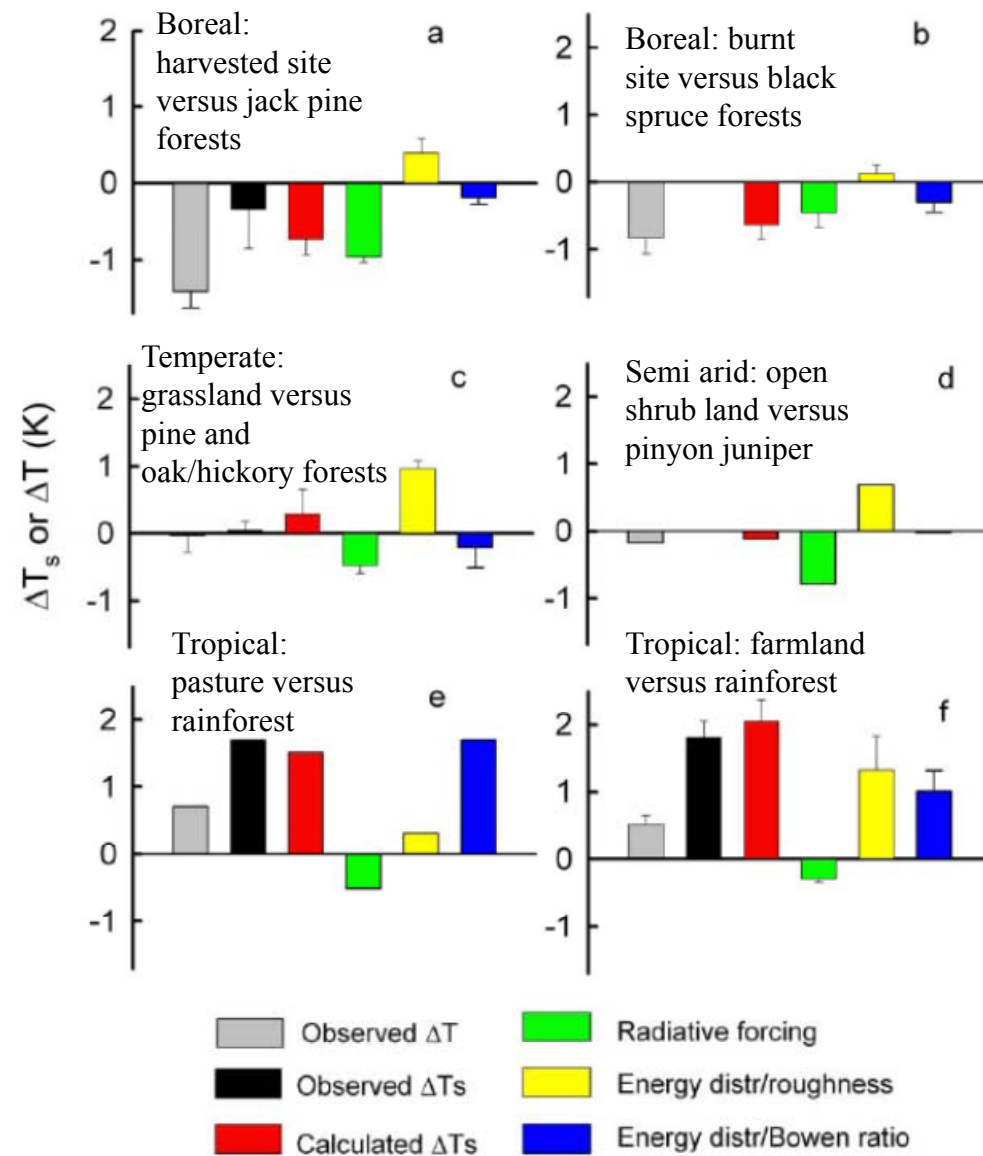 Boreal:
harvested site
versus jack pine
forests
a
2
1
0
-1
Boreal: burnt
site versus black
spruce forests
b
2
1
0
-1
Temperate:
grassland versus
pine and
oak/hickory forests
c
2
1
0
-1
Semi arid: open
shrub land versus
pinyon juniper
d
2
1
0
-1
ΔTs or ΔT (K)
Tropical:
pasture versus
rainforest
e
2
1
0
-1
Tropical: farmland
versus rainforest
f
2
1
0
-1
Observed ΔT
Observed ΔTs
Calculated ΔTs
Radiative forcing
Energy distr/roughness
Energy distr/Bowen ratio